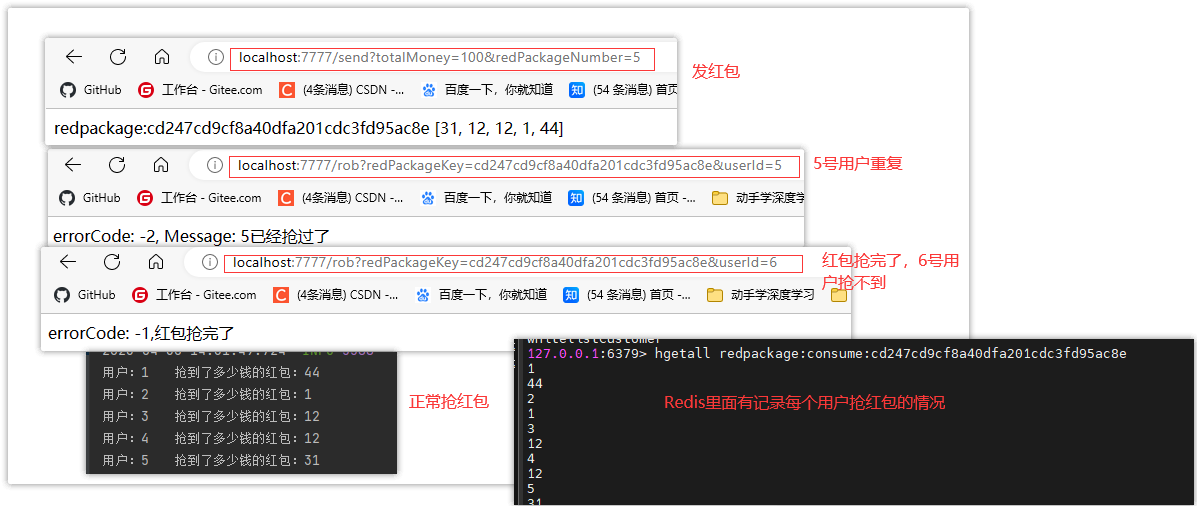 localhost:7777/send?totalMoney=100&redPackageNumber=5
发红包
GitHub
工作台 - Gitee.com
C (4条消息) CSDN -...
百度一下，你就知道
知 (54 条消息) 首页
redpackage:cd247cd9cf8a40dfa201cdc3fd95ac8e [31, 12, 12, 1, 44]
localhost:7777/rob?redPackageKey=cd247cd9cf8a40dfa201cdc3fd95ac8e&userId=5
5号用户重复
GitHub
工作台 - Gitee.com
C (4条消息) CSDN -...
百度一下，你就知道
知 (54 条消息) 首页 -...
动手学深度学
errorCode: -2, Message: 5已经抢过了
localhost:7777/rob?redPackageKey=cd247cd9cf8a40dfa201cdc3fd95ac8e&userId=6
红包抢完了，6号用
户抢不到
GitHub
工作台 - Gitee.com
C (4条消息) CSDN -...
百度一下，你就知道
知 (54 条消息) 首页 -...
动手学深度学习
errorCode: -1,红包抢完了
用户：1 抢到了多少钱的红包：44
用户：2 抢到了多少钱的红包：1
用户：3 抢到了多少钱的红包：12
用户：4 抢到了多少钱的红包：12
用户：5 抢到了多少钱的红包：31
正常抢红包
127.0.0.1:6379> hgetall redpackage:consume:cd247cd9cf8a40dfa201cdc3fd95ac8e
1
44
2
1
3
12
4
12
5
31
Redis里面有记录每个用户抢红包的情况